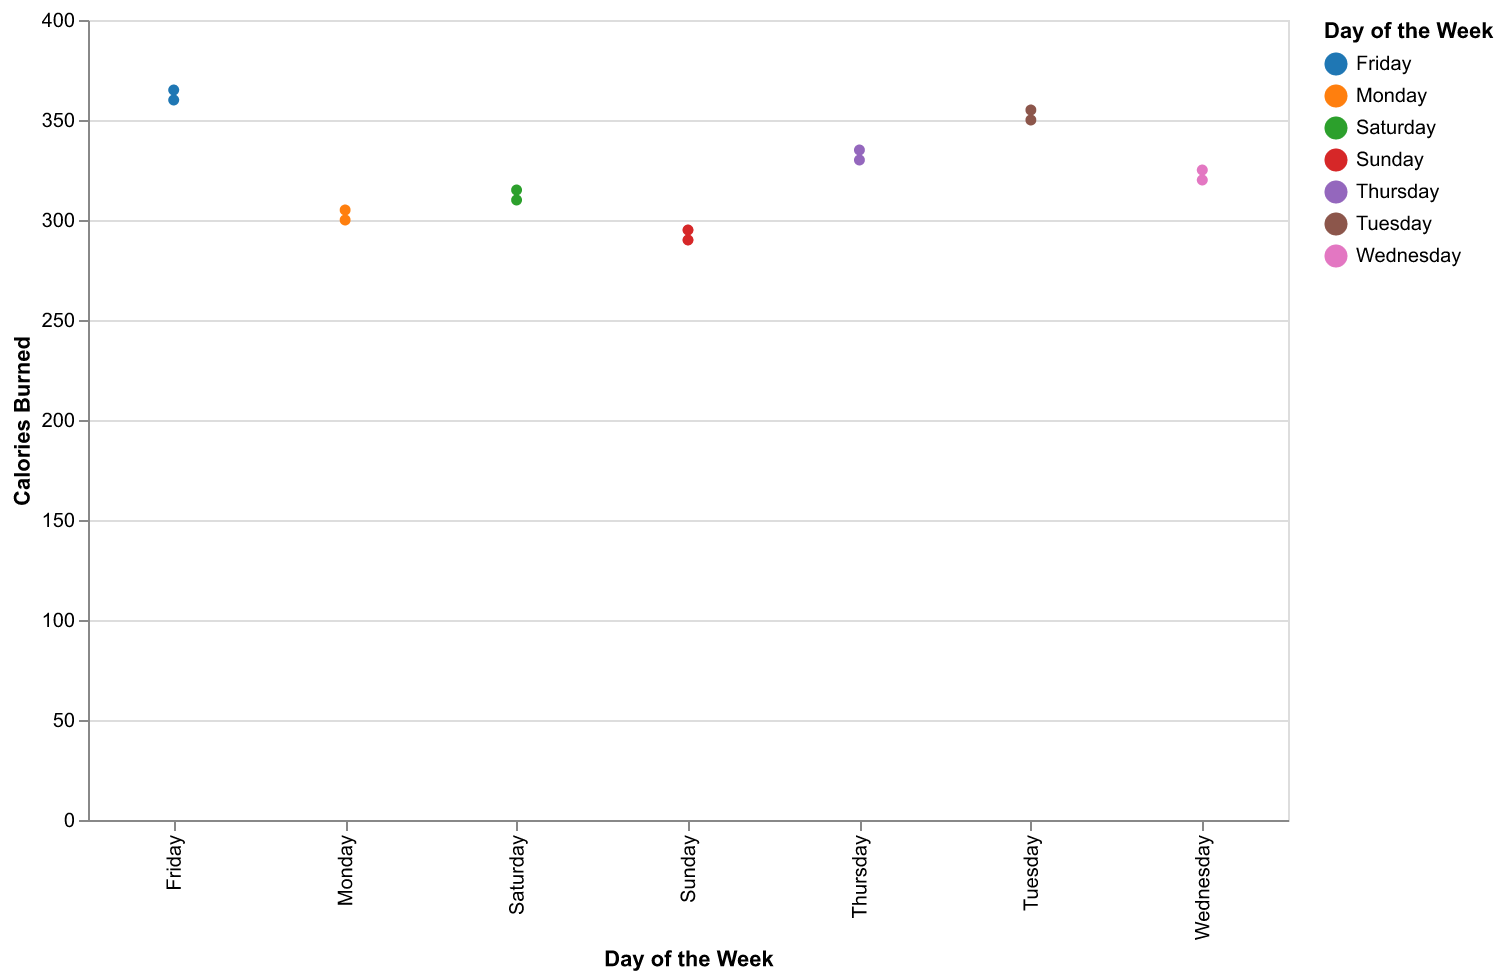 Calories Burned
400
350
300
250
200
150
100
50
0
Friday
Monday
Saturday
Sunday
Thursday
Tuesday
Wednesday
Day of the Week
Day of the Week
Friday
Monday
Saturday
Sunday
Thursday
Tuesday
Wednesday